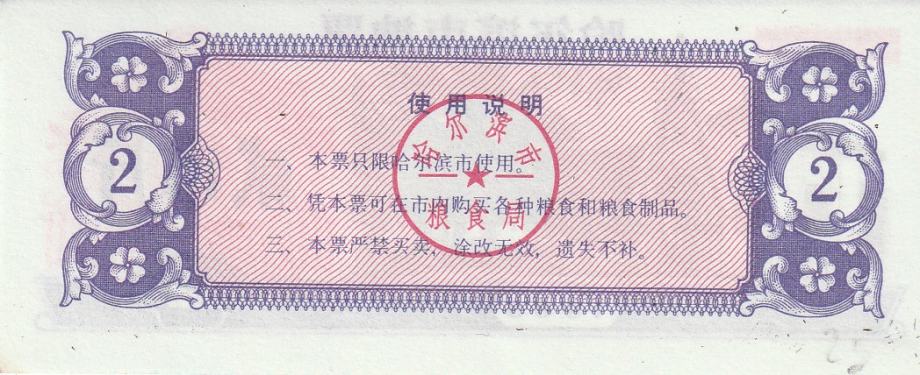 使用说明
一、本票只限哈尔滨市使用。
二、凭本票可在市内购买各种粮食和粮食制品。
三、本票严禁买卖，涂改无效，遗失不补。
哈尔滨市
粮食局
2
2